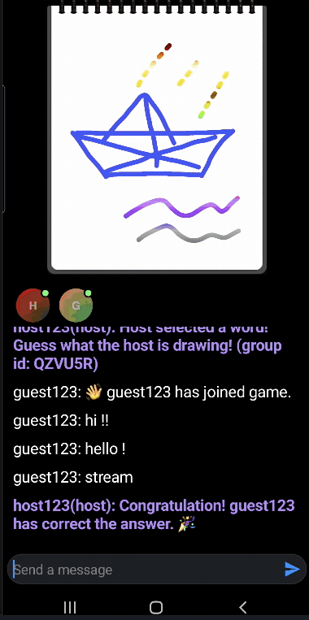 H
G
host123(host): Host selected a word!
Guess what the host is drawing! (group
id: QZVU5R)
guest123: 👋 guest123 has joined game.
guest123: hi !!
guest123: hello !
guest123: stream
host123(host): Congratulation! guest123
has correct the answer. 🎉
Send a message